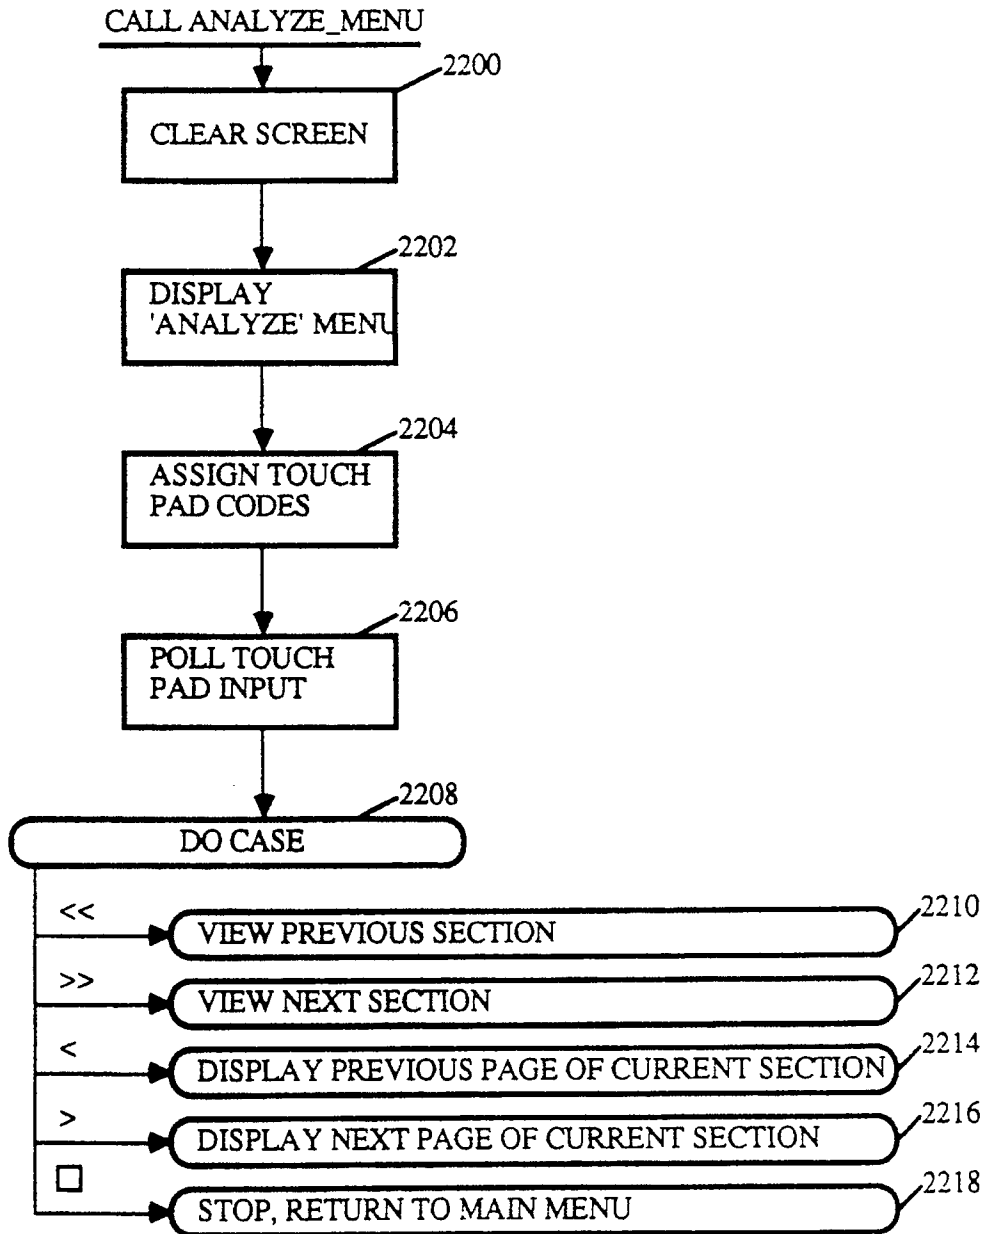 CALL ANALYZE_MENU
2200
CLEAR SCREEN
2202
DISPLAY
'ANALYZE' MENU
2204
ASSIGN TOUCH
PAD CODES
2206
POLL TOUCH
PAD INPUT
2208
DO CASE
<<
VIEW PREVIOUS SECTION
2210
>>
VIEW NEXT SECTION
2212
<
DISPLAY PREVIOUS PAGE OF CURRENT SECTION
2214
>
DISPLAY NEXT PAGE OF CURRENT SECTION
2216
□
STOP, RETURN TO MAIN MENU
2218